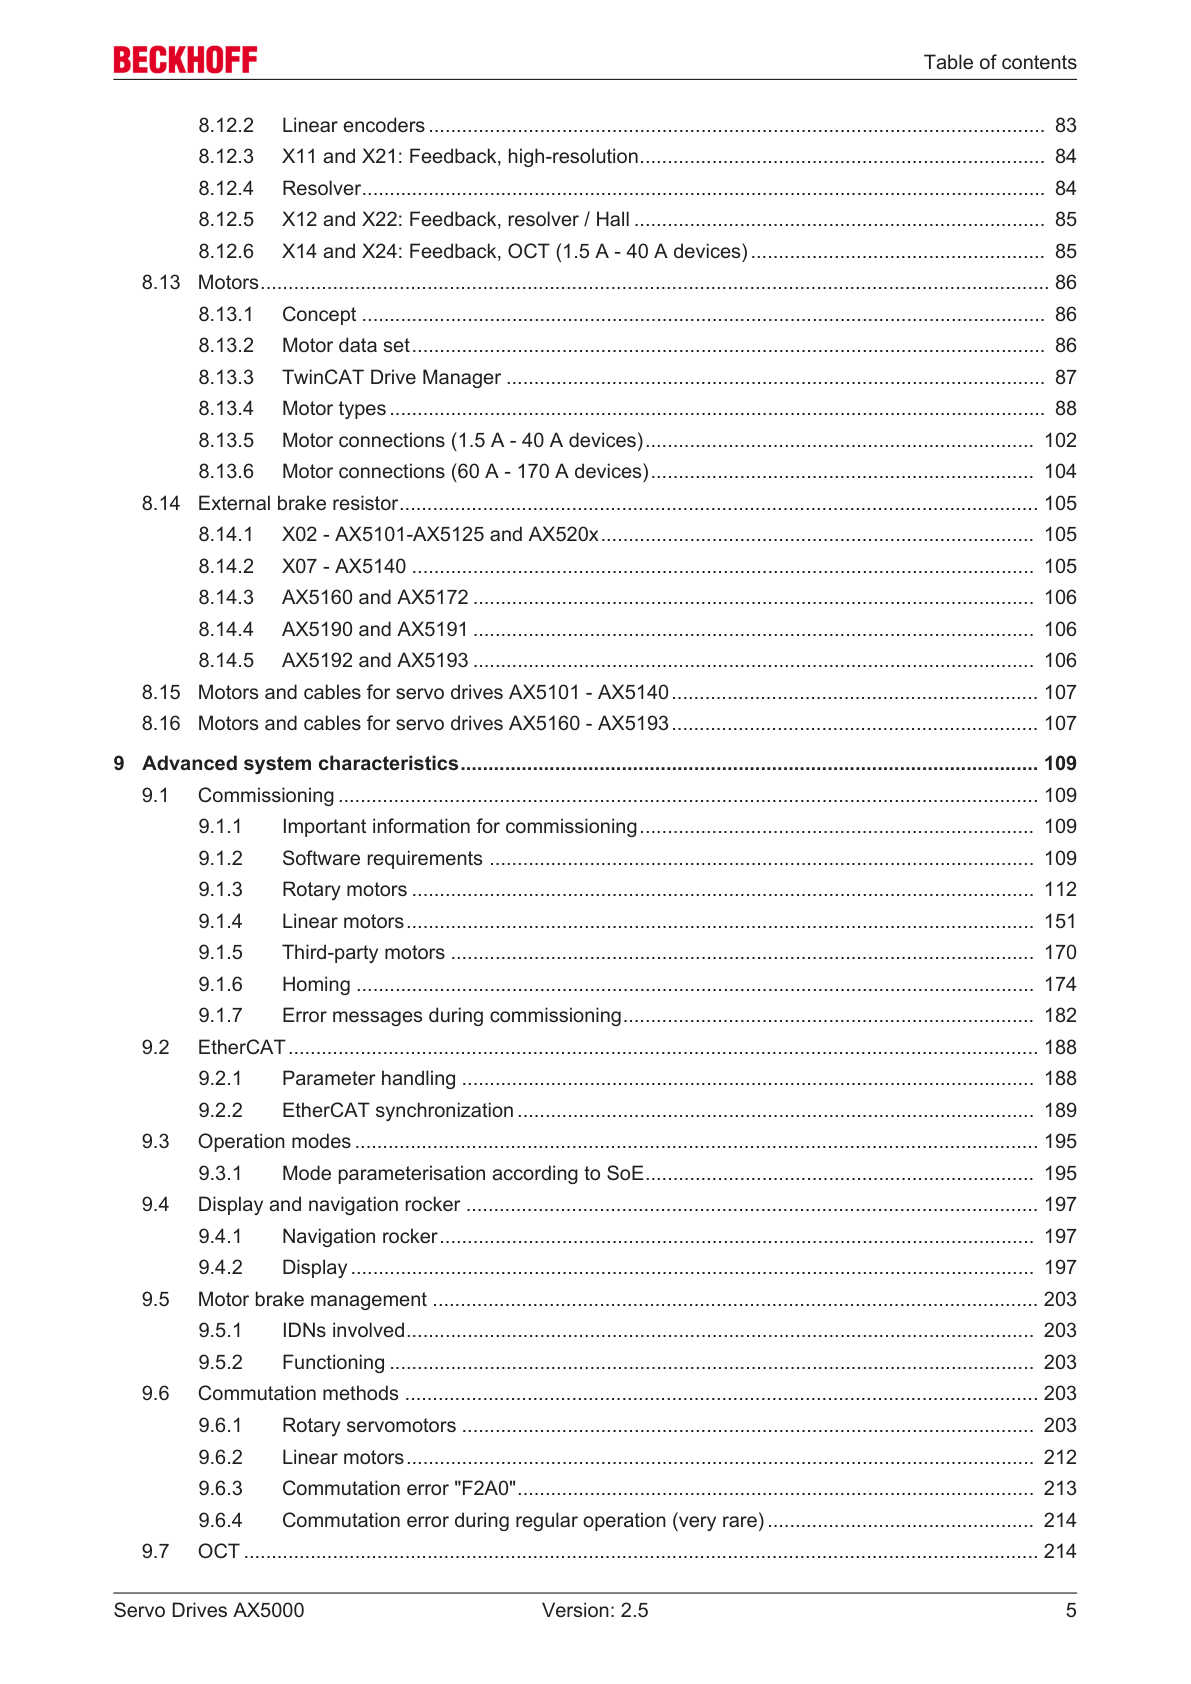 BECKHOFF
Table of contents
8.12.2 Linear encoders ........ 83
8.12.3 X11 and X21: Feedback, high-resolution ........ 84
8.12.4 Resolver ........ 84
8.12.5 X12 and X22: Feedback, resolver / Hall ........ 85
8.12.6 X14 and X24: Feedback, OCT (1.5 A - 40 A devices) ........ 85
8.13 Motors ........ 86
8.13.1 Concept ........ 86
8.13.2 Motor data set ........ 86
8.13.3 TwinCAT Drive Manager ........ 87
8.13.4 Motor types ........ 88
8.13.5 Motor connections (1.5 A - 40 A devices) ........ 102
8.13.6 Motor connections (60 A - 170 A devices) ........ 104
8.14 External brake resistor ........ 105
8.14.1 X02 - AX5101-AX5125 and AX520x ........ 105
8.14.2 X07 - AX5140 ........ 105
8.14.3 AX5160 and AX5172 ........ 106
8.14.4 AX5190 and AX5191 ........ 106
8.14.5 AX5192 and AX5193 ........ 106
8.15 Motors and cables for servo drives AX5101 - AX5140 ........ 107
8.16 Motors and cables for servo drives AX5160 - AX5193 ........ 107
9 Advanced system characteristics ........ 109
9.1 Commissioning ........ 109
9.1.1 Important information for commissioning ........ 109
9.1.2 Software requirements ........ 109
9.1.3 Rotary motors ........ 112
9.1.4 Linear motors ........ 151
9.1.5 Third-party motors ........ 170
9.1.6 Homing ........ 174
9.1.7 Error messages during commissioning ........ 182
9.2 EtherCAT ........ 188
9.2.1 Parameter handling ........ 188
9.2.2 EtherCAT synchronization ........ 189
9.3 Operation modes ........ 195
9.3.1 Mode parameterisation according to SoE ........ 195
9.4 Display and navigation rocker ........ 197
9.4.1 Navigation rocker ........ 197
9.4.2 Display ........ 197
9.5 Motor brake management ........ 203
9.5.1 IDNs involved ........ 203
9.5.2 Functioning ........ 203
9.6 Commutation methods ........ 203
9.6.1 Rotary servomotors ........ 203
9.6.2 Linear motors ........ 212
9.6.3 Commutation error "F2A0" ........ 213
9.6.4 Commutation error during regular operation (very rare) ........ 214
9.7 OCT ........ 214
Servo Drives AX5000 Version: 2.5 5